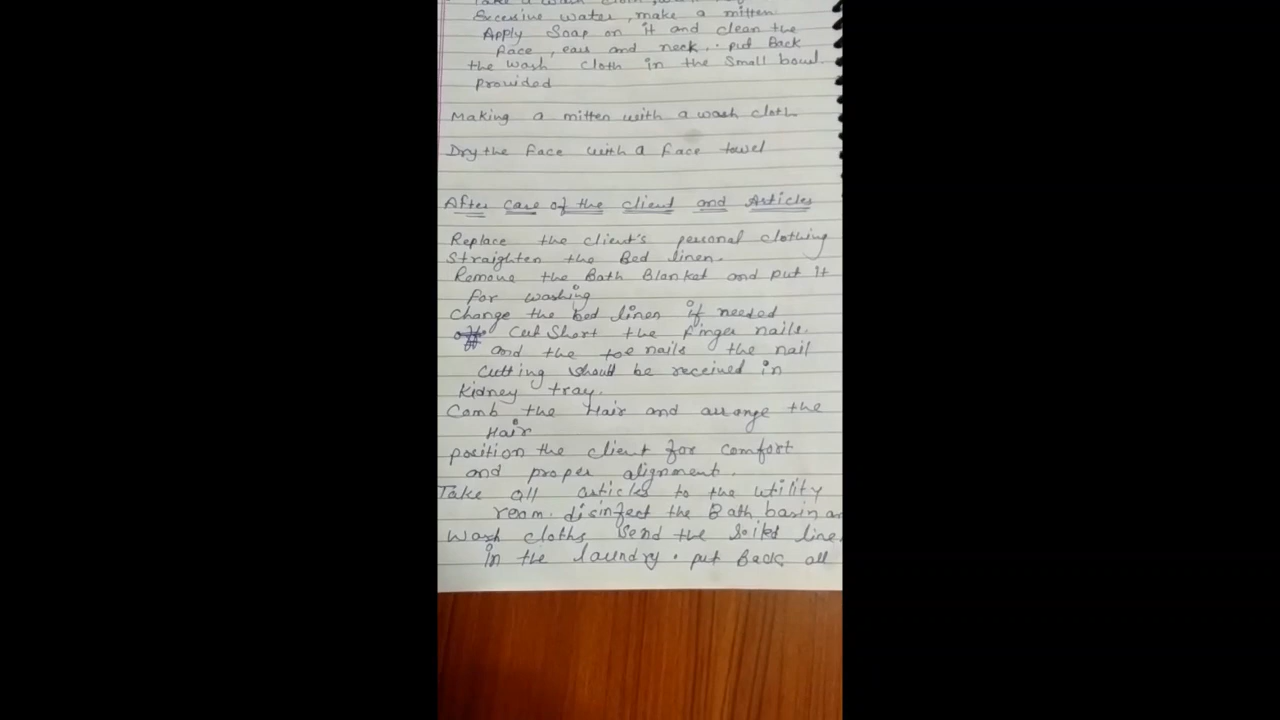 Take a wash cloth,
Excessive water, make a mitten
Apply Soap on it and clean the
Face, ears and neck. put Back
the wash cloth in the small bowl
provided
Making a mitten with a wash cloth
Dry the Face with a Face towel
After care of the client and Articles
Replace the client's personal clothing
Straighten the Bed linen.
Remove the Bath Blanket and put it
For washing
Change the bed linen if needed
Cut Short the finger nails.
and the toe nails the nail
Cutting should be received in
Kidney tray.
Comb the Hair and arrange the
Hair
position the client for comfort
and proper alignment.
Take all articles to the utility
room. disinfect the Bath basin
Wash cloths Send the Soiled
in the laundry. put Back all